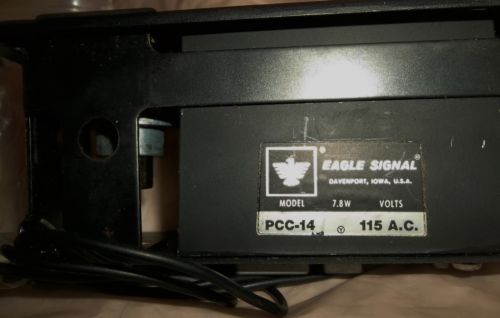 EAGLE SIGNAL®
DAVENPORT, IOWA, U.S.A.
MODEL 7.8W VOLTS
PCC-14 115 A.C.